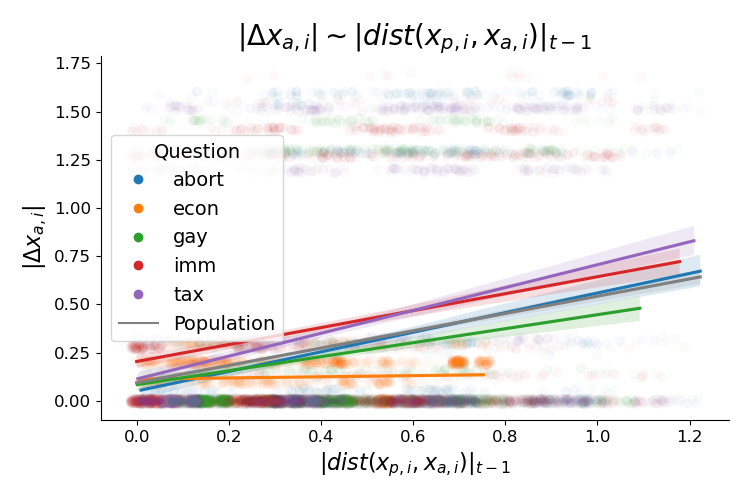 |Δx_{a,i}| ~ |dist(x_{p,i}, x_{a,i})|_{t−1}
1.75
1.50
1.25
1.00
0.75
0.50
0.25
0.00
|Δx_{a,i}|
Question
abort
econ
gay
imm
tax
Population
0.0 0.2 0.4 0.6 0.8 1.0 1.2
|dist(x_{p,i}, x_{a,i})|_{t−1}